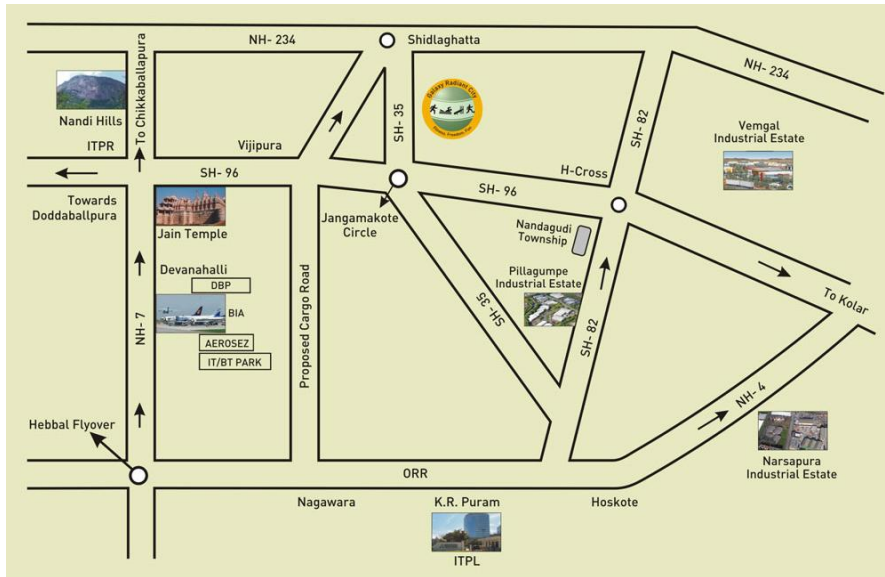 NH- 234
Shidlaghatta
NH- 234
To Chikkaballapura
Nandi Hills
ITPR
Vijipura
SH- 35
Galaxy Radiant City
SH- 82
Vemgal
Industrial Estate
H-Cross
SH- 96
SH- 96
Towards
Doddaballpura
Jain Temple
Jangamakote
Circle
Nandagudi
Township
Devanahalli
DBP
BIA
AEROSEZ
IT/BT PARK
NH- 7
Proposed Cargo Road
Pillagumpe
Industrial Estate
SH-35
SH- 82
To Kolar
NH- 4
Hebbal Flyover
ORR
Narsapura
Industrial Estate
Nagawara
K.R. Puram
Hoskote
ITPL